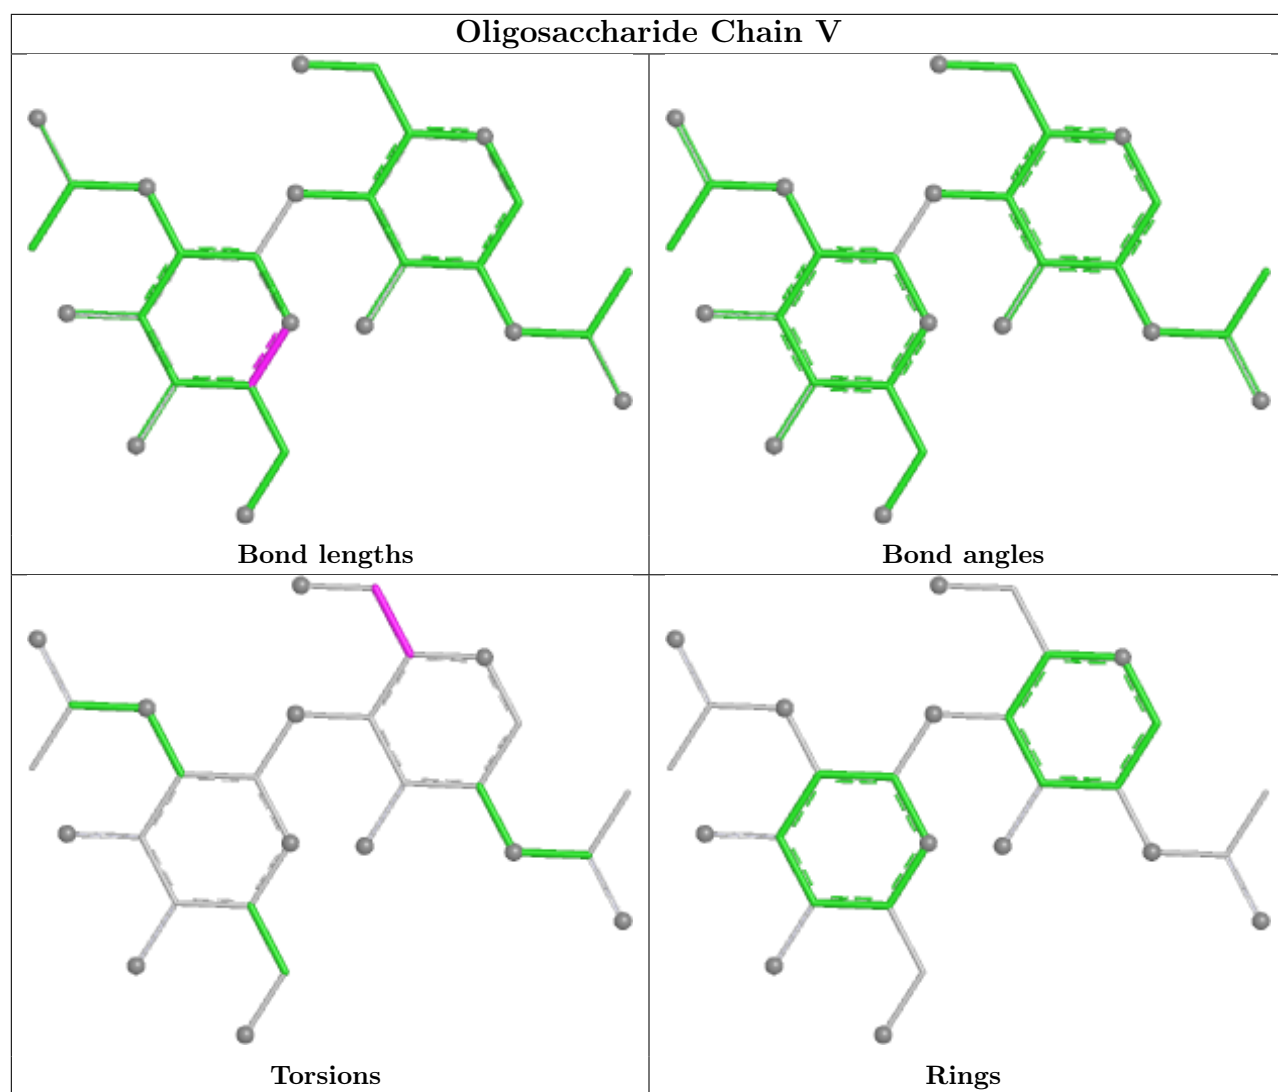 Oligosaccharide Chain V
Bond lengths
Bond angles
Torsions
Rings